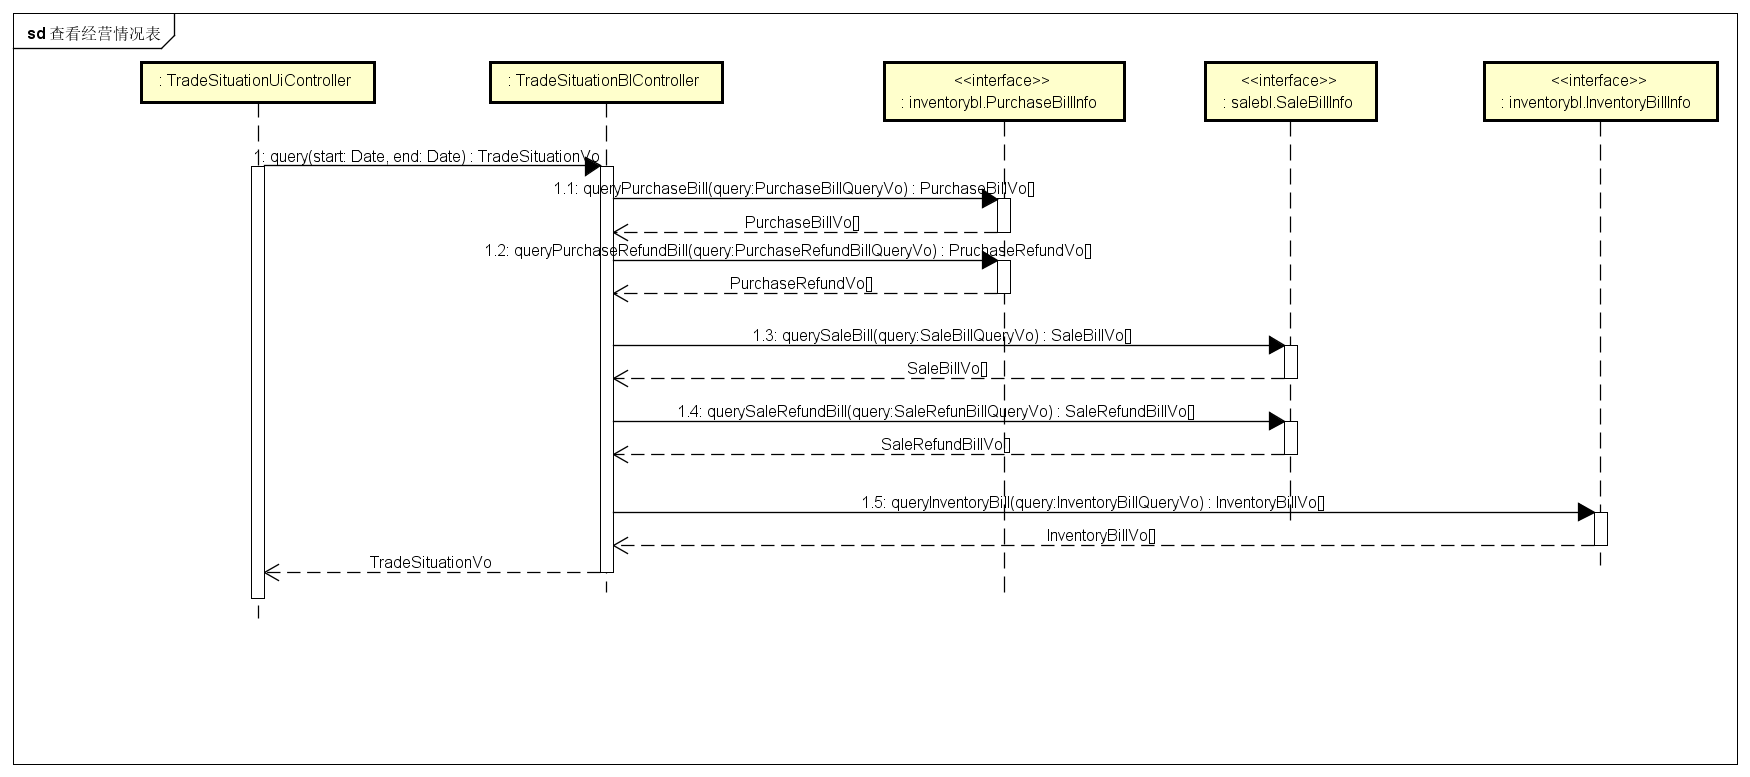 sd 查看经营情况表
: TradeSituationUiController
: TradeSituationBlController
<<interface>>
: inventorybl.PurchaseBillInfo
<<interface>>
: salebl.SaleBillInfo
<<interface>>
: inventorybl.InventoryBillInfo
1: query(start: Date, end: Date) : TradeSituationVo
1.1: queryPurchaseBill(query:PurchaseBillQueryVo) : PurchaseBillVo[]
PurchaseBillVo[]
1.2: queryPurchaseRefundBill(query:PurchaseRefundBillQueryVo) : PruchaseRefundVo[]
PurchaseRefundVo[]
1.3: querySaleBill(query:SaleBillQueryVo) : SaleBillVo[]
SaleBillVo[]
1.4: querySaleRefundBill(query:SaleRefunBillQueryVo) : SaleRefundBillVo[]
SaleRefundBillVo[]
1.5: queryInventoryBill(query:InventoryBillQueryVo) : InventoryBillVo[]
InventoryBillVo[]
TradeSituationVo